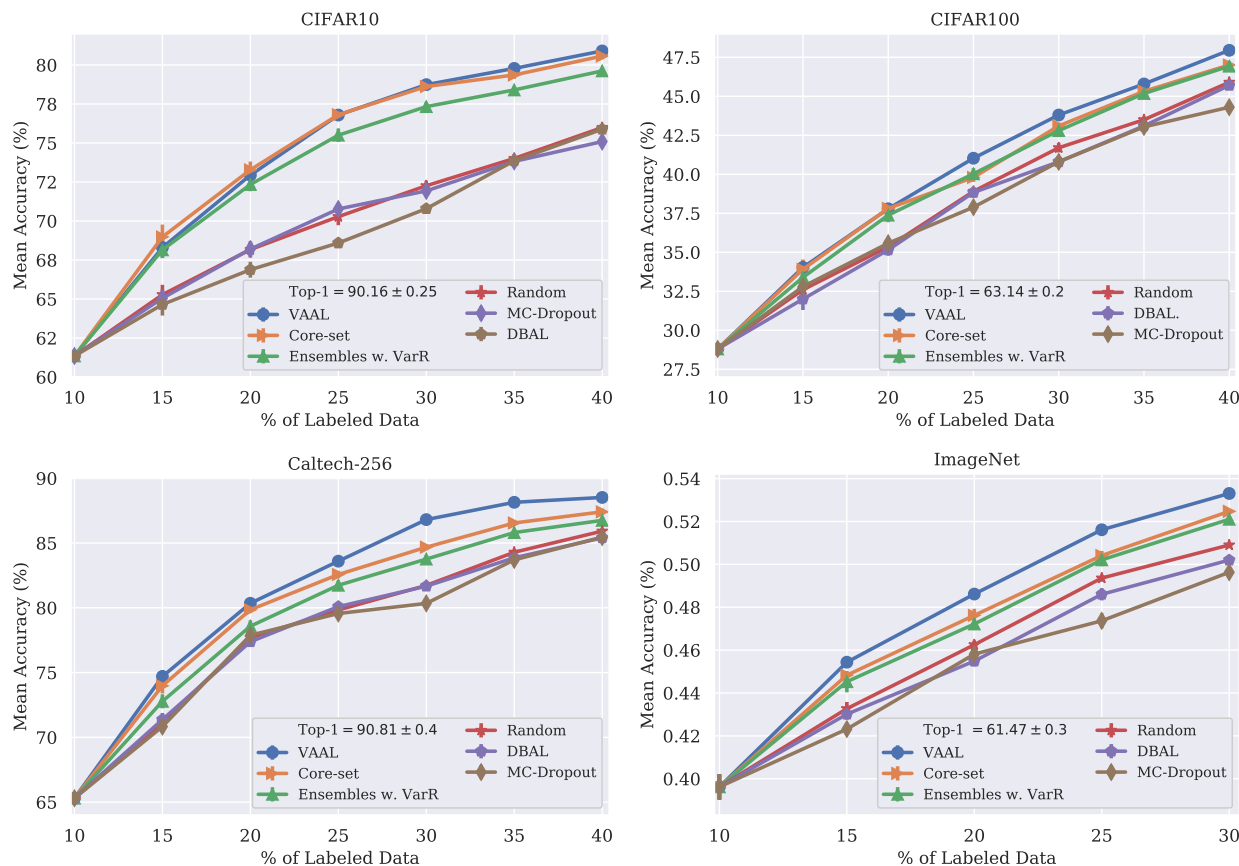 CIFAR10
Mean Accuracy (%)
80
78
75
72
70
68
65
62
60
10 15 20 25 30 35 40
% of Labeled Data
Top-1 = 90.16 ± 0.25
VAAL
Core-set
Ensembles w. VarR
Random
MC-Dropout
DBAL
CIFAR100
Mean Accuracy (%)
47.5
45.0
42.5
40.0
37.5
35.0
32.5
30.0
27.5
10 15 20 25 30 35 40
% of Labeled Data
Top-1 = 63.14 ± 0.2
VAAL
Core-set
Ensembles w. VarR
Random
DBAL.
MC-Dropout
Caltech-256
Mean Accuracy (%)
90
85
80
75
70
65
10 15 20 25 30 35 40
% of Labeled Data
Top-1 = 90.81 ± 0.4
VAAL
Core-set
Ensembles w. VarR
Random
DBAL
MC-Dropout
ImageNet
Mean Accuracy (%)
0.54
0.52
0.50
0.48
0.46
0.44
0.42
0.40
10 15 20 25 30
% of Labeled Data
Top-1 = 61.47 ± 0.3
VAAL
Core-set
Ensembles w. VarR
Random
DBAL
MC-Dropout